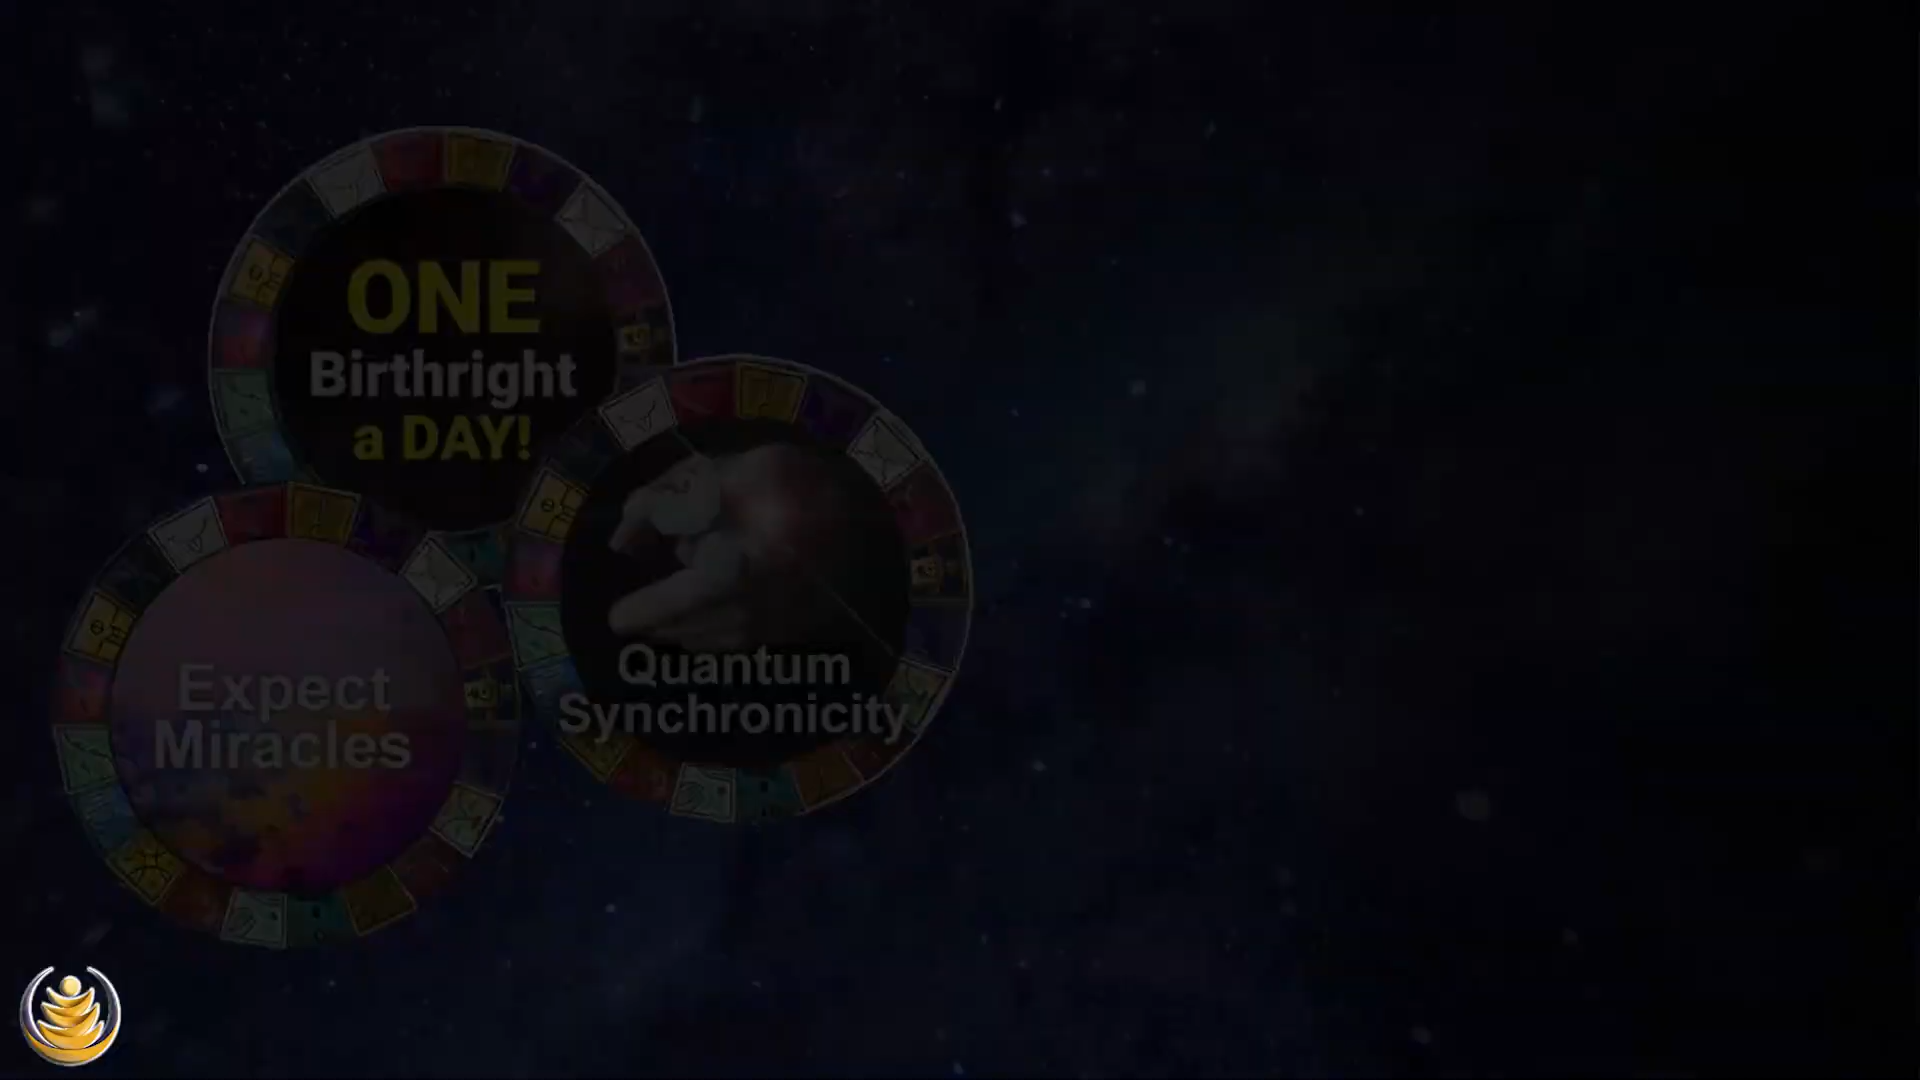 ONE
Birthright
a DAY!
Quantum
Synchronicity
Expect
Miracles